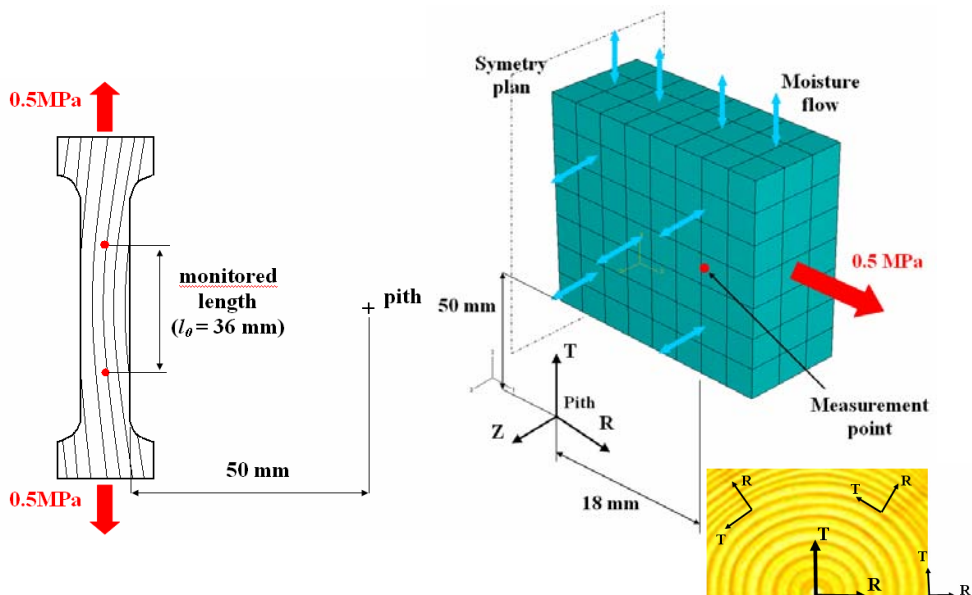 0.5MPa
monitored
length
(lθ = 36 mm)
pith
50 mm
0.5MPa
Symetry
plan
Moisture
flow
0.5 MPa
50 mm
T
Pith
R
Z
18 mm
Measurement
point
R
T
R
T
T
R
T
R